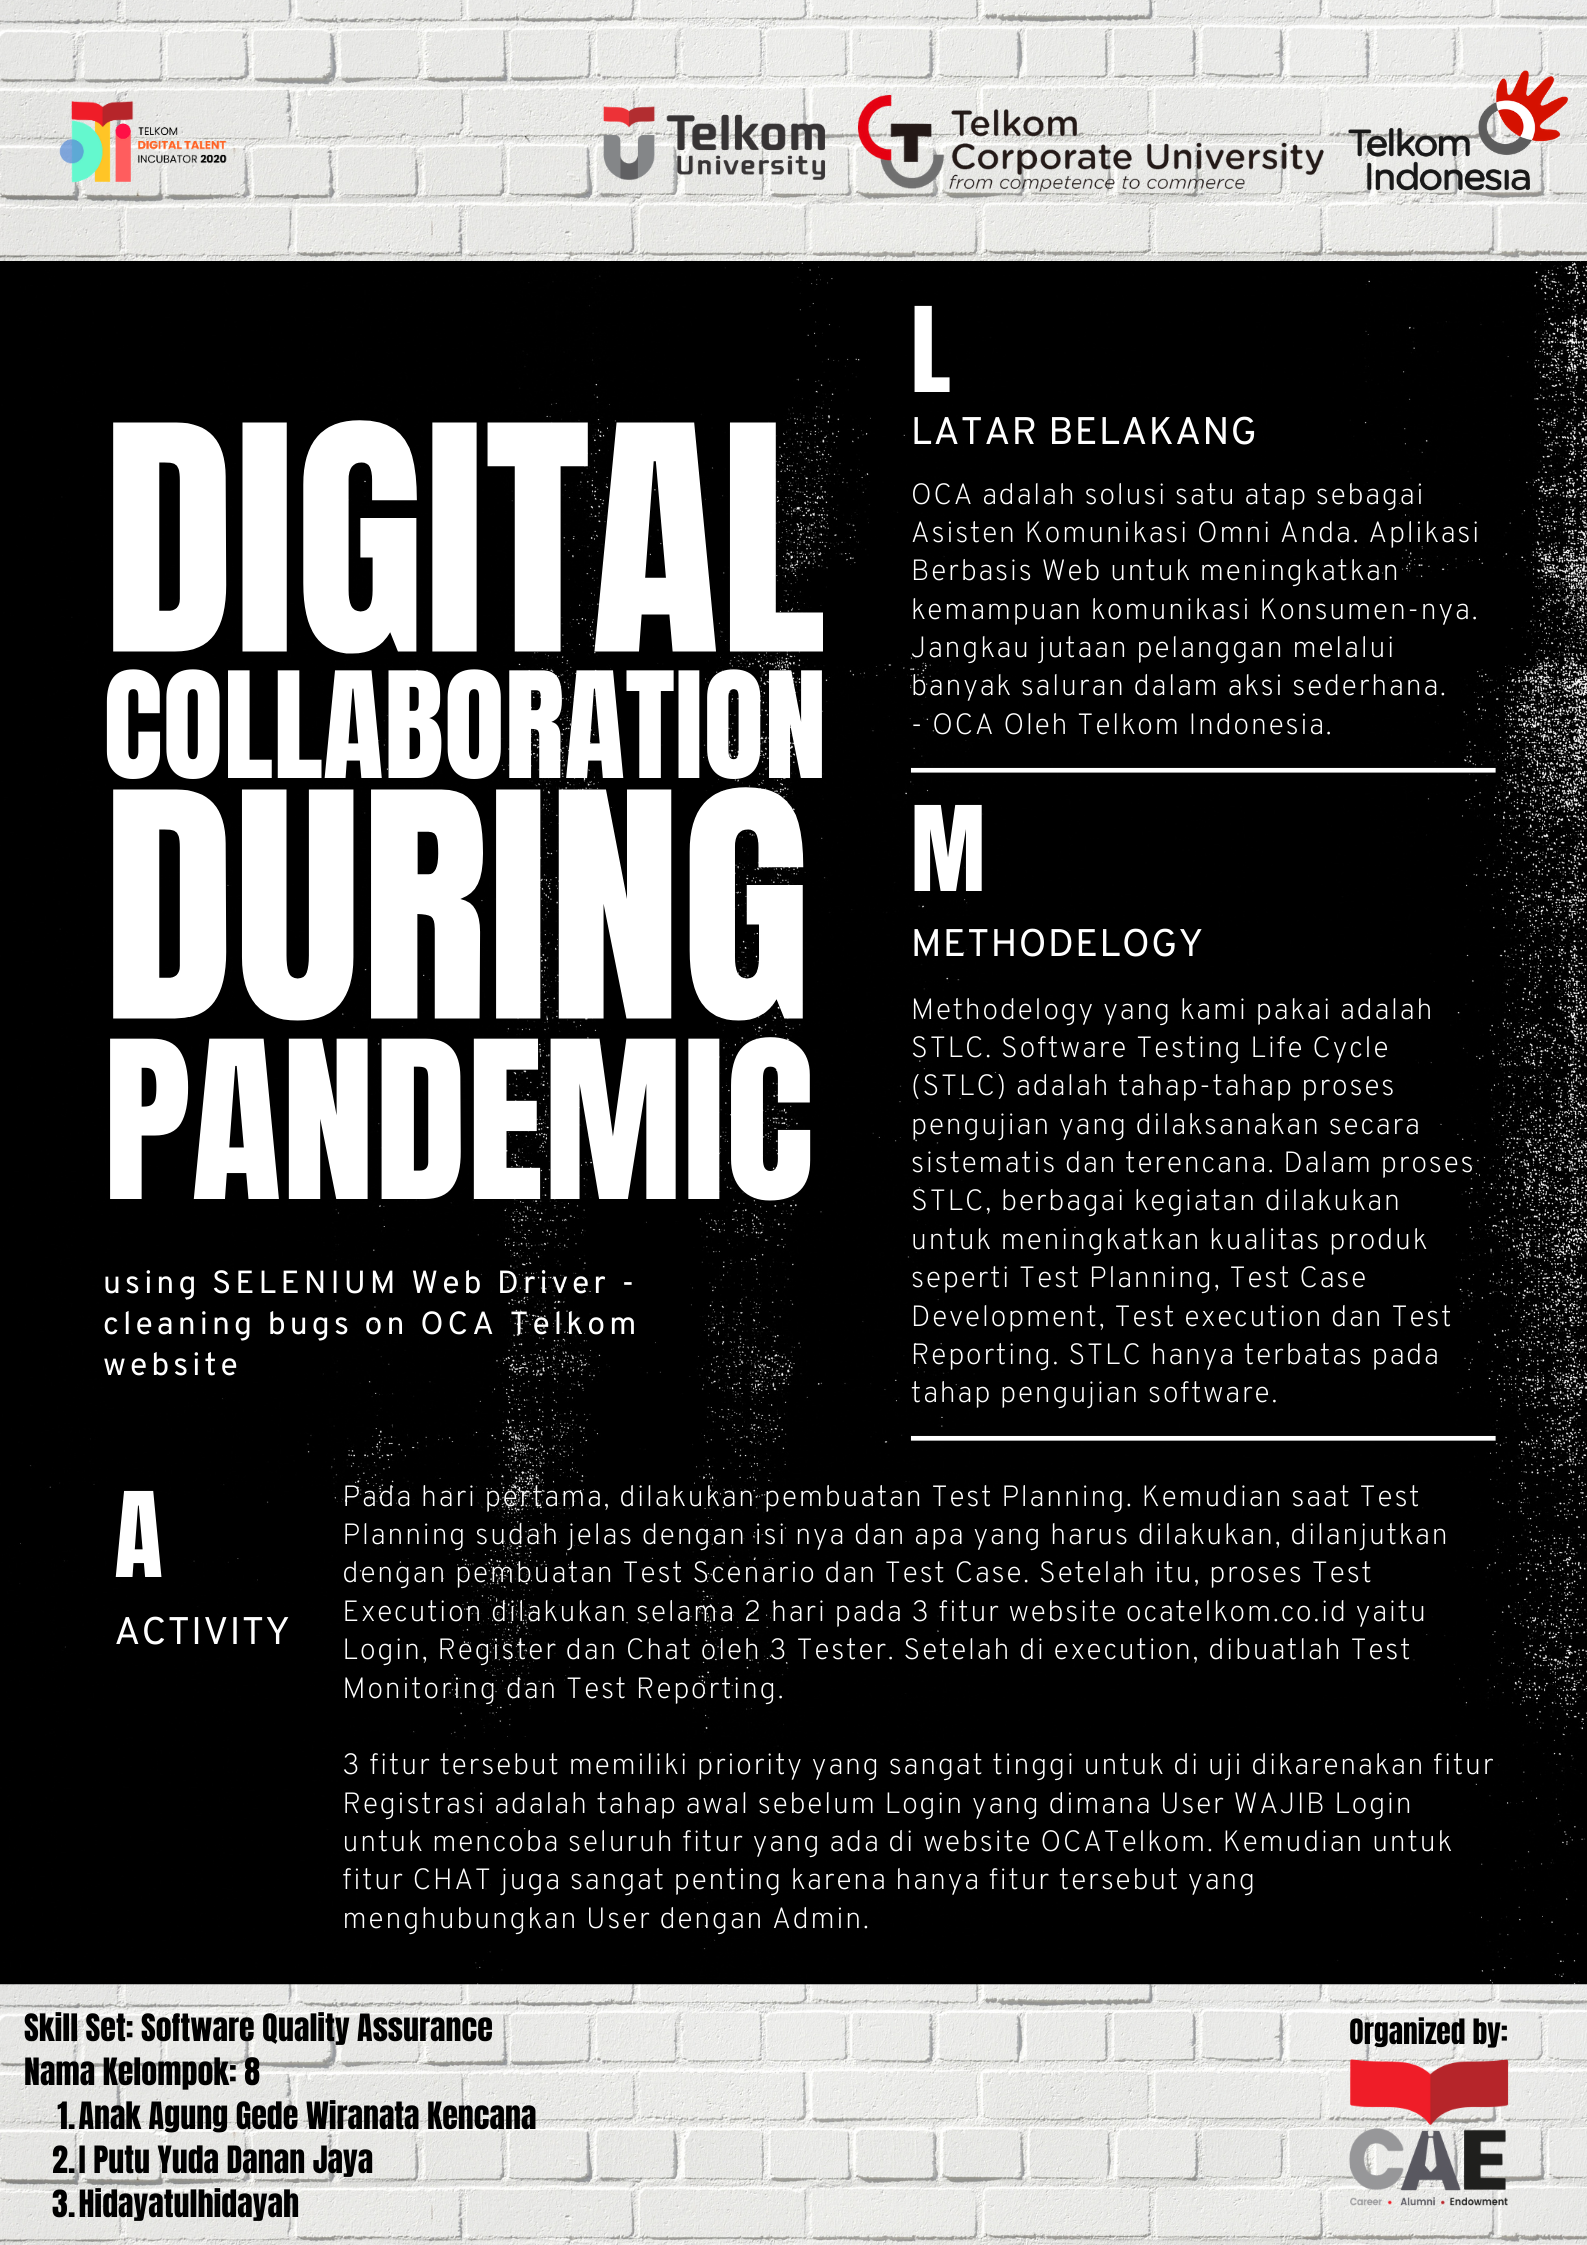 TELKOM
DIGITAL TALENT
INCUBATOR 2020
Telkom
University
Telkom
Corporate University
from competence to commerce
Telkom
Indonesia
DIGITAL
COLLABORATION
DURING
PANDEMIC
using SELENIUM Web Driver -
cleaning bugs on OCA Telkom
website
L
LATAR BELAKANG
OCA adalah solusi satu atap sebagai
Asisten Komunikasi Omni Anda. Aplikasi
Berbasis Web untuk meningkatkan
kemampuan komunikasi Konsumen-nya.
Jangkau jutaan pelanggan melalui
banyak saluran dalam aksi sederhana.
- OCA Oleh Telkom Indonesia.
M
METHODELOGY
Methodelogy yang kami pakai adalah
STLC. Software Testing Life Cycle
(STLC) adalah tahap-tahap proses
pengujian yang dilaksanakan secara
sistematis dan terencana. Dalam proses
STLC, berbagai kegiatan dilakukan
untuk meningkatkan kualitas produk
seperti Test Planning, Test Case
Development, Test execution dan Test
Reporting. STLC hanya terbatas pada
tahap pengujian software.
A
ACTIVITY
Pada hari pertama, dilakukan pembuatan Test Planning. Kemudian saat Test
Planning sudah jelas dengan isi nya dan apa yang harus dilakukan, dilanjutkan
dengan pembuatan Test Scenario dan Test Case. Setelah itu, proses Test
Execution dilakukan selama 2 hari pada 3 fitur website ocatelkom.co.id yaitu
Login, Register dan Chat oleh 3 Tester. Setelah di execution, dibuatlah Test
Monitoring dan Test Reporting.
3 fitur tersebut memiliki priority yang sangat tinggi untuk di uji dikarenakan fitur
Registrasi adalah tahap awal sebelum Login yang dimana User WAJIB Login
untuk mencoba seluruh fitur yang ada di website OCATelkom. Kemudian untuk
fitur CHAT juga sangat penting karena hanya fitur tersebut yang
menghubungkan User dengan Admin.
Skill Set: Software Quality Assurance
Nama Kelompok: 8
1. Anak Agung Gede Wiranata Kencana
2. I Putu Yuda Danan Jaya
3. Hidayatulhidayah
Organized by:
CAE
Career • Alumni • Endowment